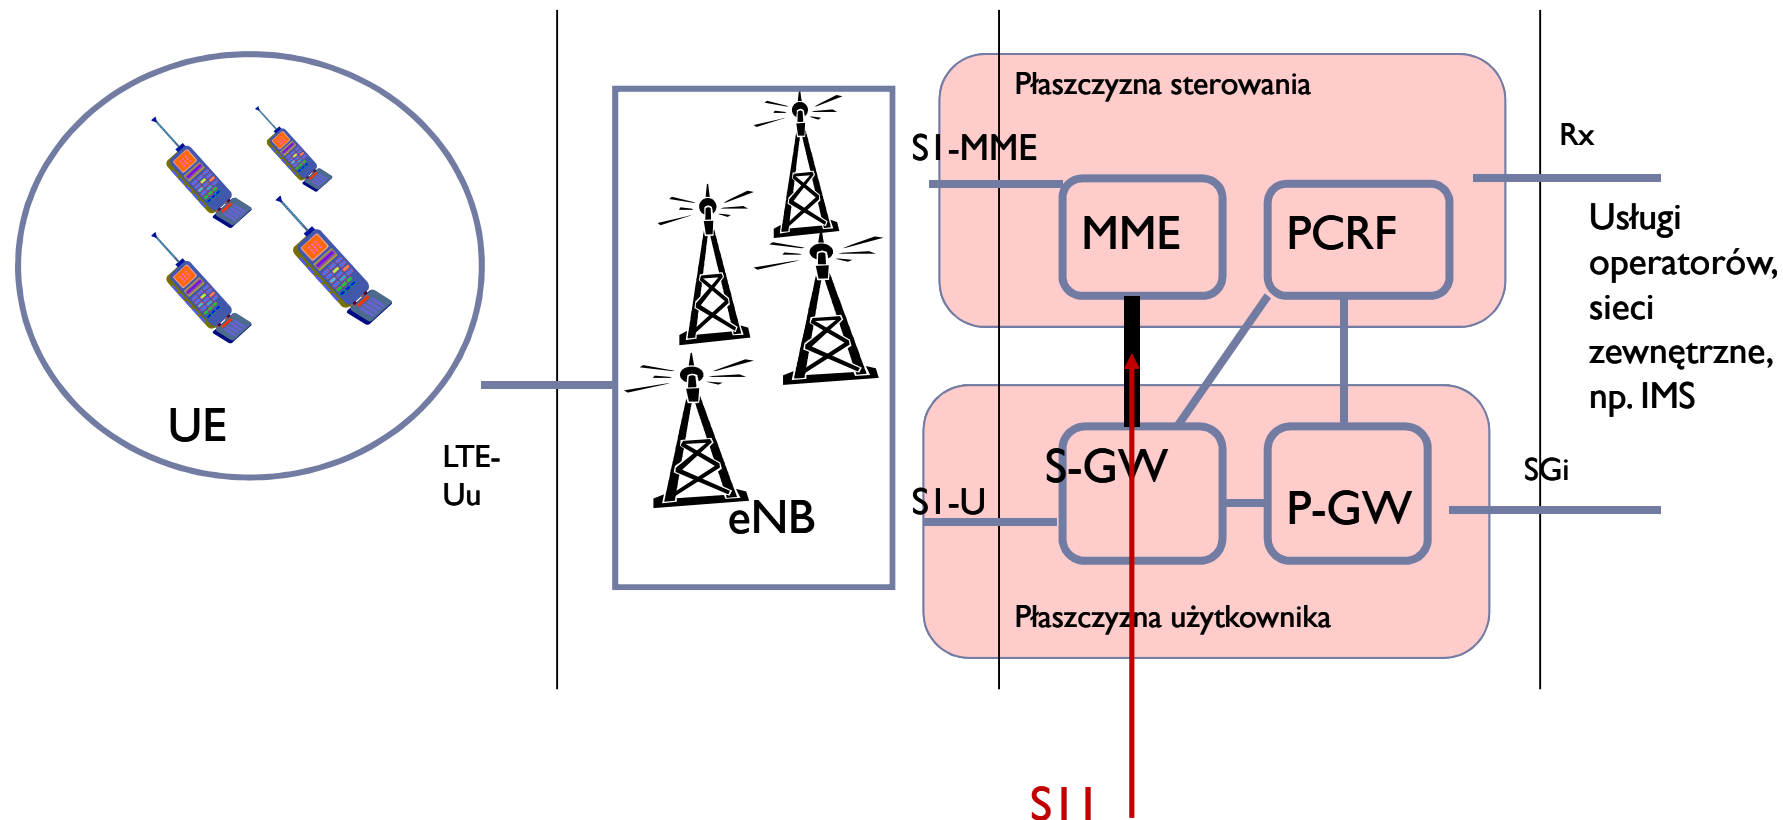 Płaszczyzna sterowania
S1-MME
Rx
MME
PCRF
Usługi
operatorów,
sieci
zewnętrzne,
np. IMS
UE
LTE-
Uu
eNB
S-GW
S1-U
P-GW
SGi
Płaszczyzna użytkownika
S11